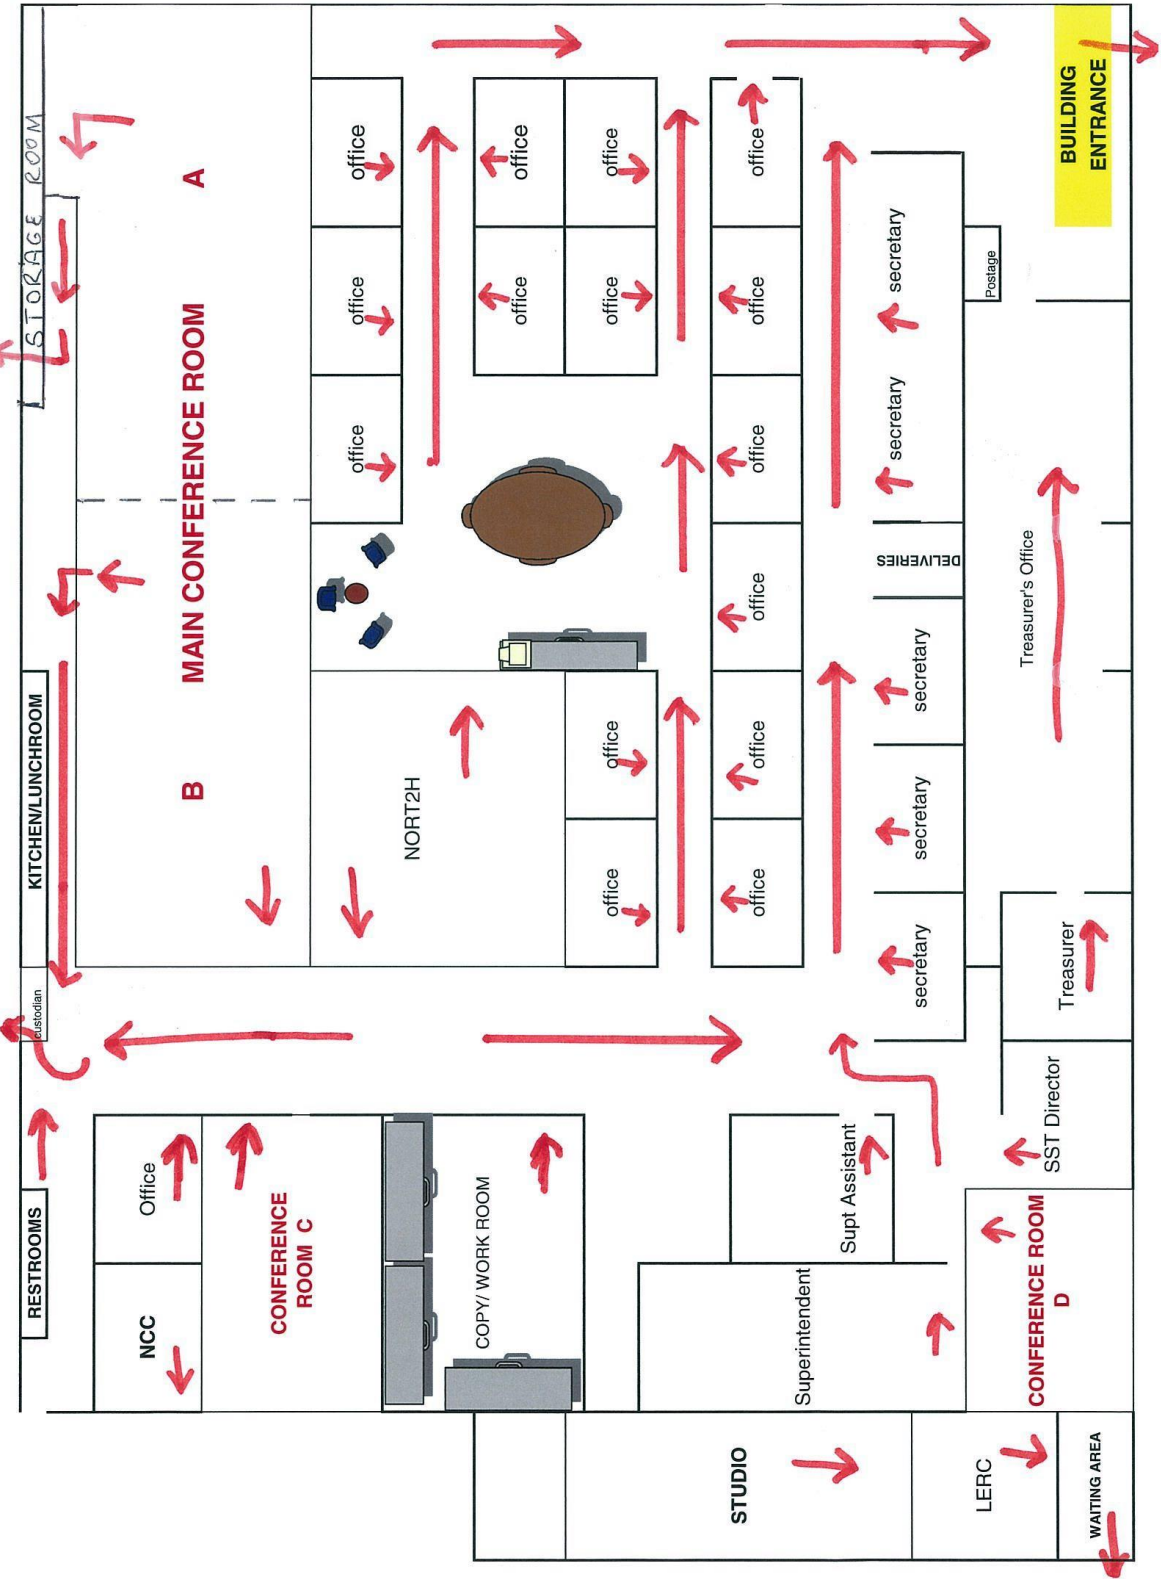 RESTROOMS
custodian
KITCHEN/LUNCHROOM
STORAGE ROOM
NCC
Office
B MAIN CONFERENCE ROOM A
CONFERENCE
ROOM C
office
office
office
NORT2H
COPY/ WORK ROOM
office
office
office
office
office
office
STUDIO
office
office
office
office
office
office
Superintendent
Supt Assistant
secretary
secretary
secretary
DELIVERIES
secretary
secretary
LERC
Postage
Treasurer's Office
CONFERENCE ROOM
D
SST Director
Treasurer
BUILDING
ENTRANCE
WAITING AREA